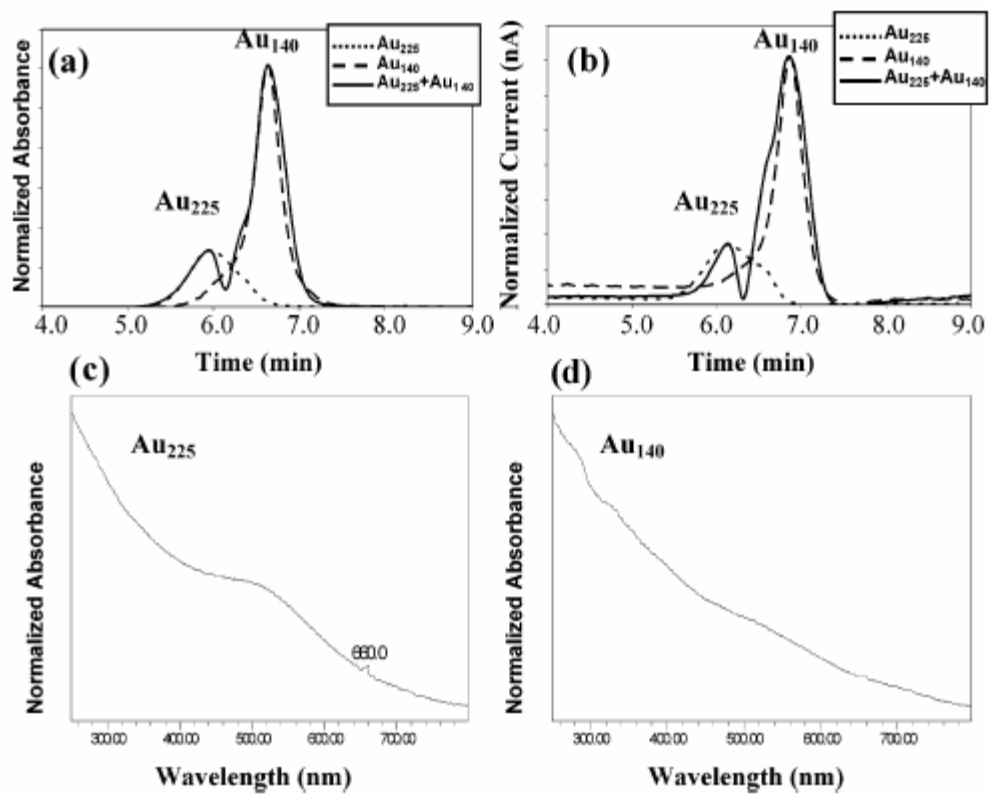 (a)
Au140
Au225
Au225
Au140
Au225+Au140
Normalized Absorbance
4.0 5.0 6.0 7.0 8.0 9.0
Time (min)
(b)
Au140
Au225
Au225
Au140
Au225+Au140
Normalized Current (nA)
4.0 5.0 6.0 7.0 8.0 9.0
Time (min)
(c)
Au225
660.0
Normalized Absorbance
300.00 400.00 500.00 600.00 700.00
Wavelength (nm)
(d)
Au140
Normalized Absorbance
300.00 400.00 500.00 600.00 700.00
Wavelength (nm)